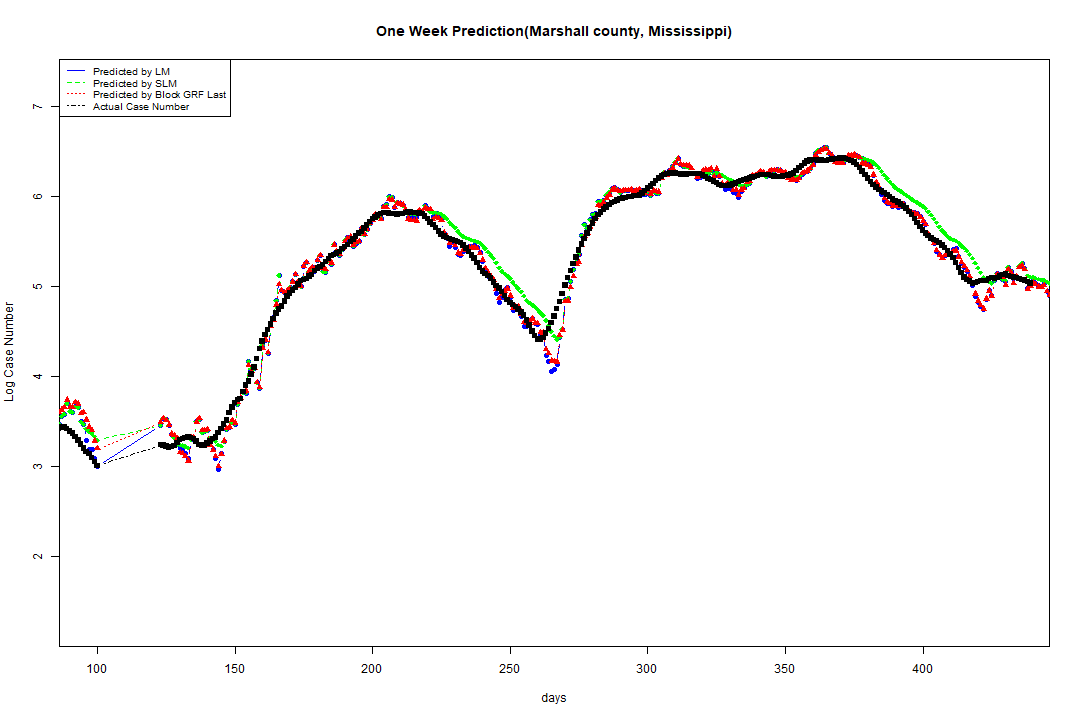 One Week Prediction(Marshall county, Mississippi)
Predicted by LM
Predicted by SLM
Predicted by Block GRF Last
Actual Case Number
7
6
5
4
3
2
Log Case Number
100 150 200 250 300 350 400
days